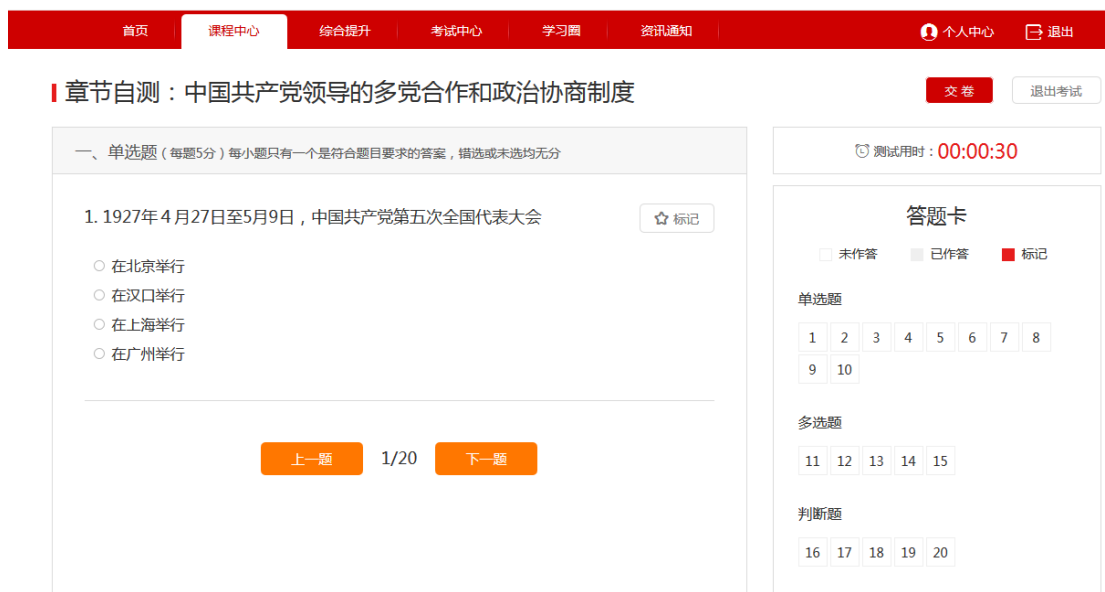 首页 课程中心 综合提升 考试中心 学习圈 资讯通知 个人中心 退出
章节自测：中国共产党领导的多党合作和政治协商制度 交 卷 退出考试
一、单选题（每题5分）每小题只有一个是符合题目要求的答案，错选或未选均无分
1. 1927年4月27日至5月9日，中国共产党第五次全国代表大会 标记
在北京举行
在汉口举行
在上海举行
在广州举行
上一题 1/20 下一题
测试用时：00:00:30
答题卡
未作答 已作答 标记
单选题
1 2 3 4 5 6 7 8
9 10
多选题
11 12 13 14 15
判断题
16 17 18 19 20